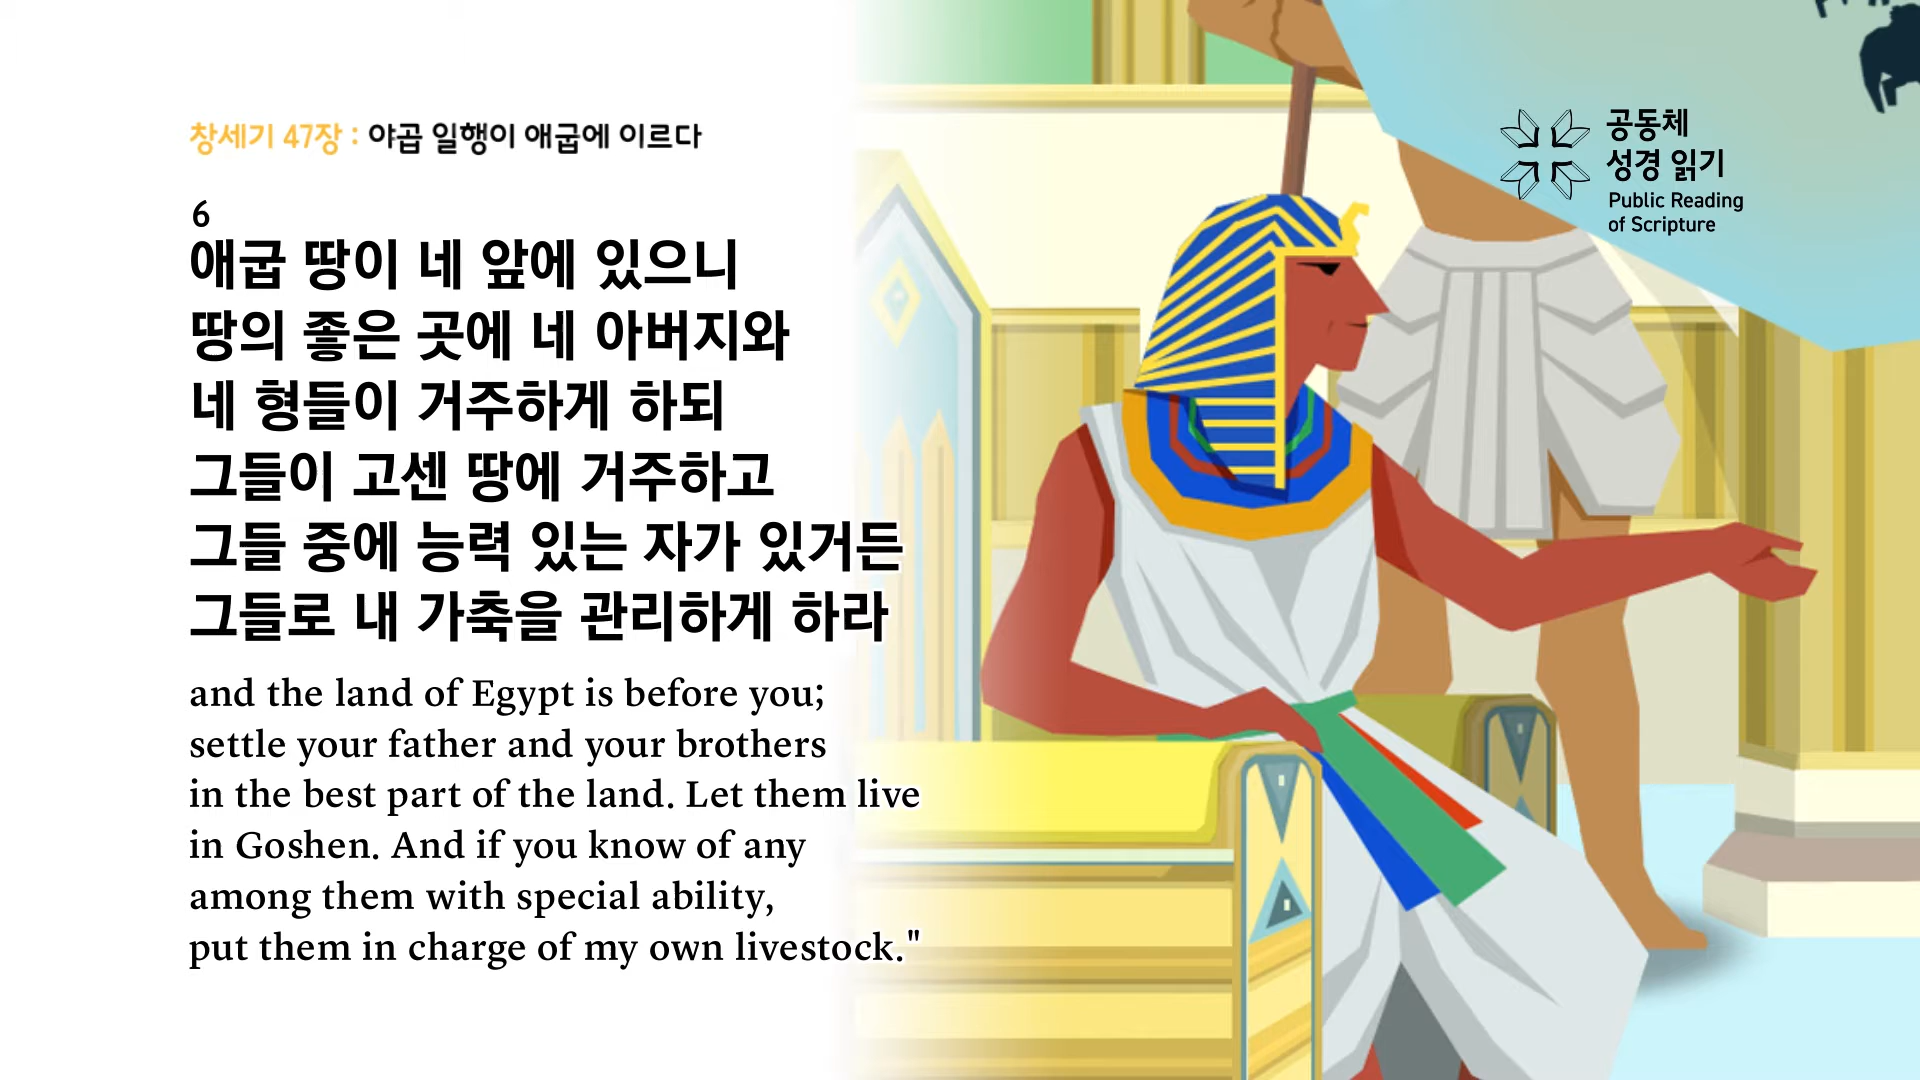 창세기 47장 : 야곱 일행이 애굽에 이르다
6
애굽 땅이 네 앞에 있으니
땅의 좋은 곳에 네 아버지와
네 형들이 거주하게 하되
그들이 고센 땅에 거주하고
그들 중에 능력 있는 자가 있거든
그들로 내 가축을 관리하게 하라
and the land of Egypt is before you;
settle your father and your brothers
in the best part of the land. Let them live
in Goshen. And if you know of any
among them with special ability,
put them in charge of my own livestock."
공동체
성경 읽기
Public Reading
of Scripture